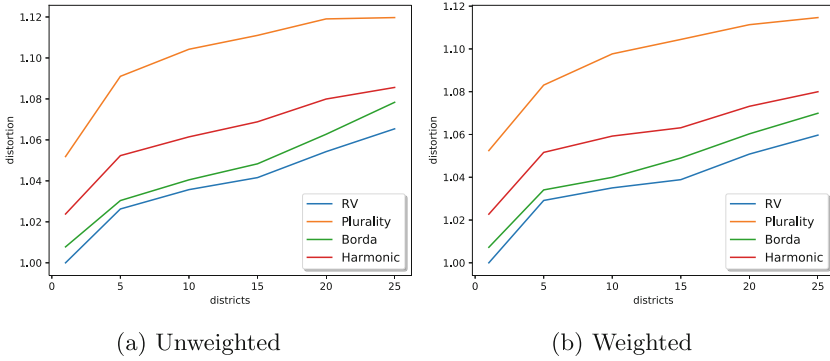 1.12
1.10
1.08
1.06
1.04
1.02
1.00
distortion
0 5 10 15 20 25
districts
RV
Plurality
Borda
Harmonic
(a) Unweighted
1.12
1.10
1.08
1.06
1.04
1.02
1.00
distortion
0 5 10 15 20 25
districts
RV
Plurality
Borda
Harmonic
(b) Weighted